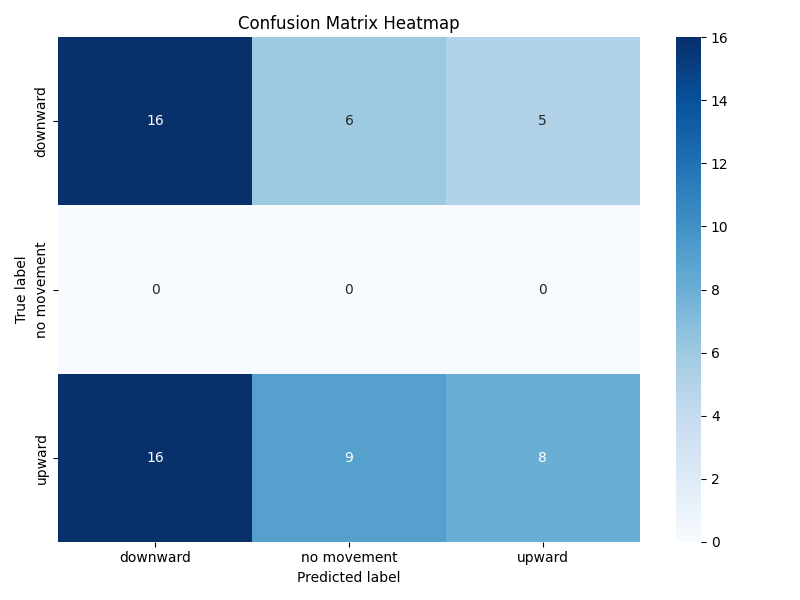 Confusion Matrix Heatmap
True label
downward
no movement
upward
16 6 5
0 0 0
16 9 8
downward no movement upward
Predicted label
16
14
12
10
8
6
4
2
0